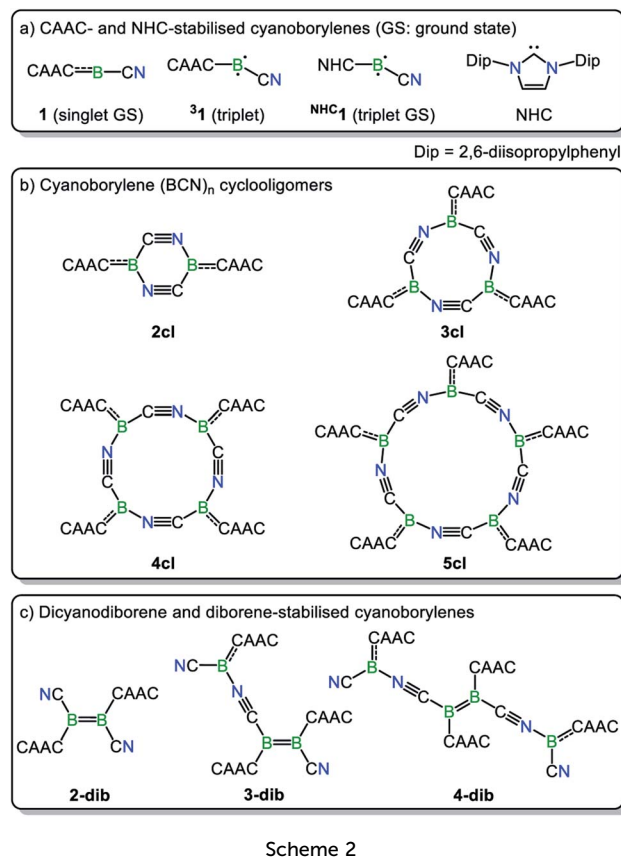 a) CAAC- and NHC-stabilised cyanoborylenes (GS: ground state)
CAAC B CN
CAAC B CN
NHC B CN
Dip N N Dip
1 (singlet GS)
³1 (triplet)
ᴺᴴᶜ1 (triplet GS)
NHC
Dip = 2,6-diisopropylphenyl
b) Cyanoborylene (BCN)n cyclooligomers
C N
CAAC B B CAAC
N C
2cl
CAAC
B
N C
C N
B B
CAAC N C CAAC
3cl
CAAC CAAC
B C N B
N C
C N
B N C B
CAAC CAAC
4cl
CAAC
B
N C
C N
CAAC B B CAAC
N C
C N
B N C B
CAAC CAAC
5cl
c) Dicyanodiborene and diborene-stabilised cyanoborylenes
NC CAAC
B B
CAAC CN
2-dib
CAAC
NC B
N
C CAAC
B B
CAAC CN
3-dib
CAAC
B CAAC
NC N C B
B C N CAAC
CAAC B
CN
4-dib
Scheme 2